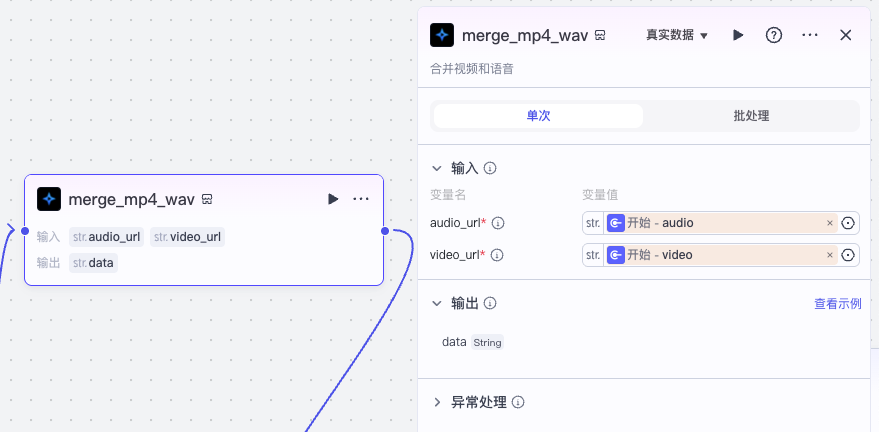 merge_mp4_wav
输入 str. audio_url str. video_url
输出 str. data
merge_mp4_wav 真实数据
合并视频和语音
单次 批处理
输入
变量名 变量值
audio_url* str. 开始 - audio
video_url* str. 开始 - video
输出 查看示例
data String
异常处理